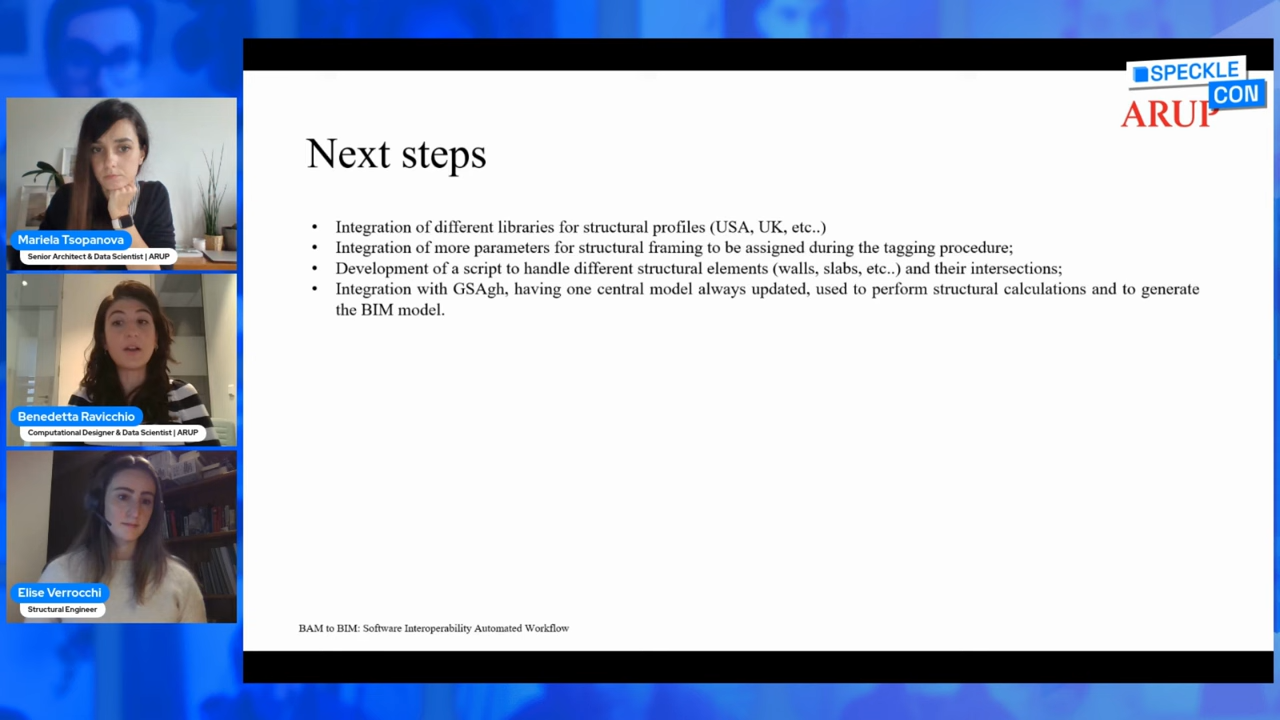 SPECKLE
CON
ARUP
Next steps
• Integration of different libraries for structural profiles (USA, UK, etc..)
• Integration of more parameters for structural framing to be assigned during the tagging procedure;
• Development of a script to handle different structural elements (walls, slabs, etc..) and their intersections;
• Integration with GSAgh, having one central model always updated, used to perform structural calculations and to generate
the BIM model.
BAM to BIM: Software Interoperability Automated Workflow
Mariela Tsopanova
Senior Architect & Data Scientist | ARUP
Benedetta Ravicchio
Computational Designer & Data Scientist | ARUP
Elise Verrocchi
Structural Engineer